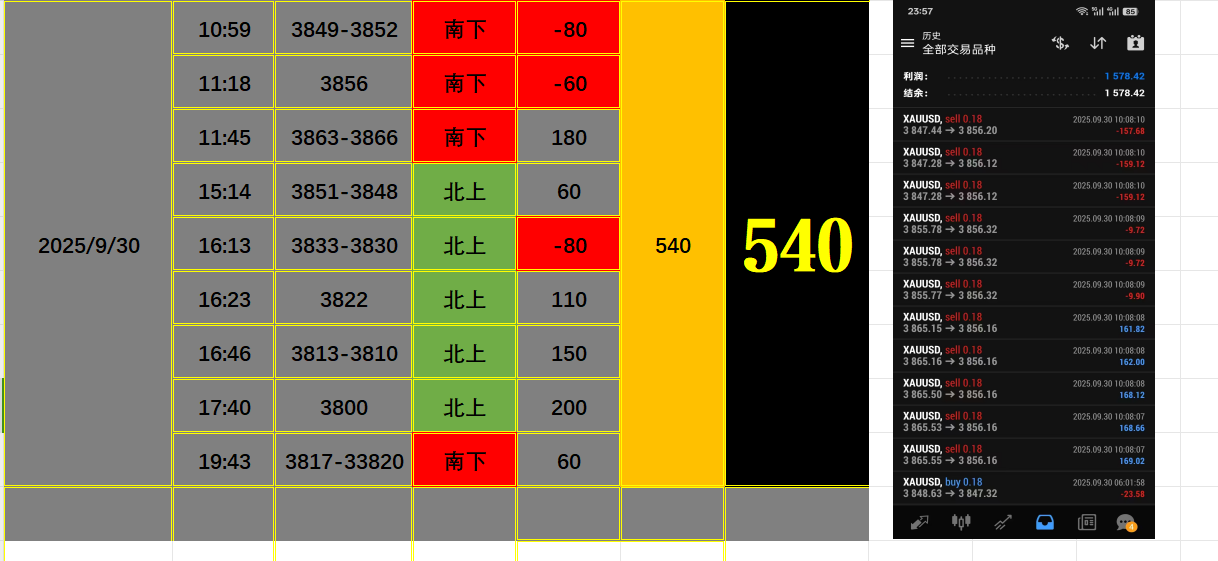 10:59 3849-3852 南下 -80
11:18 3856 南下 -60
11:45 3863-3866 南下 180
15:14 3851-3848 北上 60
2025/9/30 16:13 3833-3830 北上 -80 540 540
16:23 3822 北上 110
16:46 3813-3810 北上 150
17:40 3800 北上 200
19:43 3817-33820 南下 60
23:57 5G 4G 86
历史
全部交易品种
利润: 1 578.42
结余: 1 578.42
XAUUSD, sell 0.18 2025.09.30 10:08:10
3 847.44 → 3 856.20 -157.68
XAUUSD, sell 0.18 2025.09.30 10:08:10
3 847.28 → 3 856.12 -159.12
XAUUSD, sell 0.18 2025.09.30 10:08:10
3 847.28 → 3 856.12 -159.12
XAUUSD, sell 0.18 2025.09.30 10:08:09
3 855.78 → 3 856.32 -9.72
XAUUSD, sell 0.18 2025.09.30 10:08:09
3 855.78 → 3 856.32 -9.72
XAUUSD, sell 0.18 2025.09.30 10:08:09
3 855.77 → 3 856.32 -9.90
XAUUSD, sell 0.18 2025.09.30 10:08:08
3 865.15 → 3 856.16 161.82
XAUUSD, sell 0.18 2025.09.30 10:08:08
3 865.16 → 3 856.16 162.00
XAUUSD, sell 0.18 2025.09.30 10:08:08
3 865.50 → 3 856.16 168.12
XAUUSD, sell 0.18 2025.09.30 10:08:07
3 865.53 → 3 856.16 168.66
XAUUSD, sell 0.18 2025.09.30 10:08:07
3 865.55 → 3 856.16 169.02
XAUUSD, buy 0.18 2025.09.30 06:01:58
3 848.63 → 3 847.32 -23.58
4